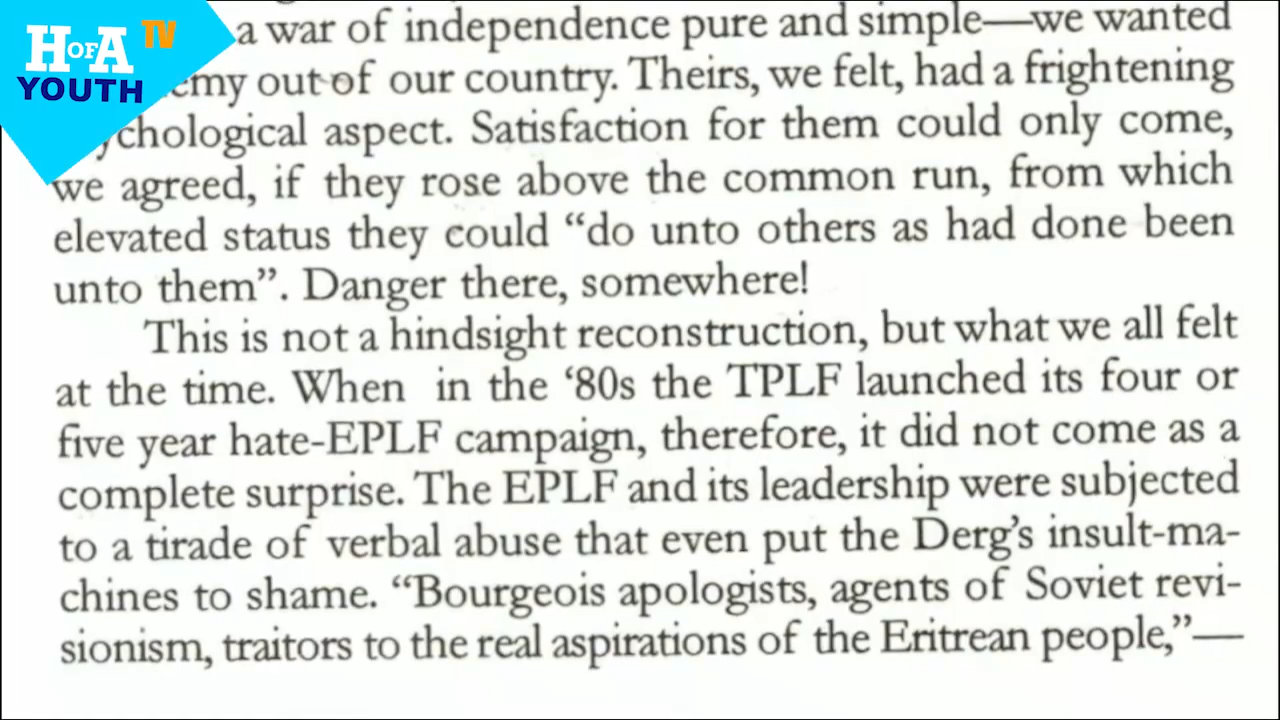 HOFA TV
YOUTH
a war of independence pure and simple—we wanted
emy out of our country. Theirs, we felt, had a frightening
ychological aspect. Satisfaction for them could only come,
we agreed, if they rose above the common run, from which
elevated status they could “do unto others as had done been
unto them”. Danger there, somewhere!
This is not a hindsight reconstruction, but what we all felt
at the time. When in the ‘80s the TPLF launched its four or
five year hate-EPLF campaign, therefore, it did not come as a
complete surprise. The EPLF and its leadership were subjected
to a tirade of verbal abuse that even put the Derg’s insult-ma-
chines to shame. “Bourgeois apologists, agents of Soviet revi-
sionism, traitors to the real aspirations of the Eritrean people,”—